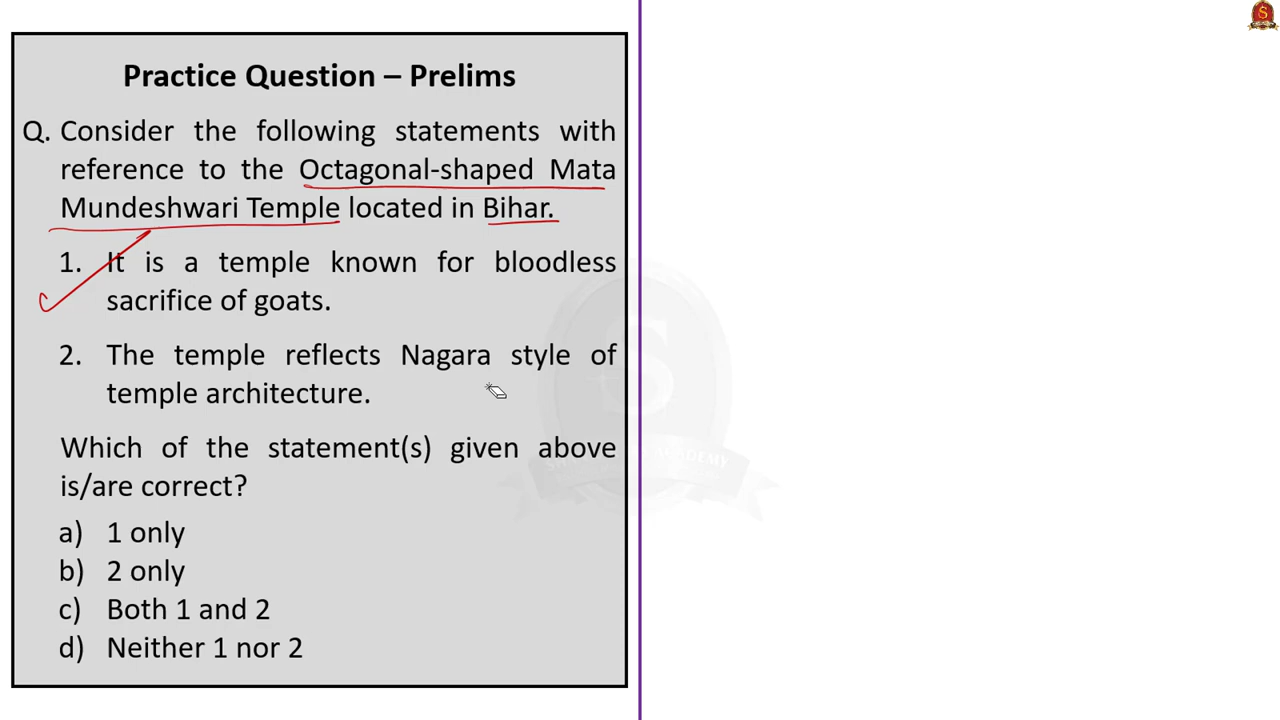 Practice Question – Prelims
Q. Consider the following statements with
reference to the Octagonal-shaped Mata
Mundeshwari Temple located in Bihar.
1. It is a temple known for bloodless
sacrifice of goats.
2. The temple reflects Nagara style of
temple architecture.
Which of the statement(s) given above
is/are correct?
a) 1 only
b) 2 only
c) Both 1 and 2
d) Neither 1 nor 2